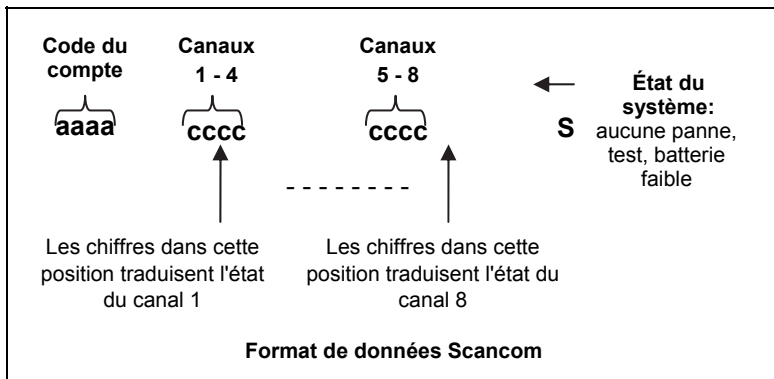 Code du
compte
aaaa
Canaux
1 - 4
cccc
Canaux
5 - 8
cccc
S
État du
système:
aucune panne,
test, batterie
faible
Les chiffres dans cette
position traduisent l'état
du canal 1
Les chiffres dans cette
position traduisent l'état du
canal 8
Format de données Scancom